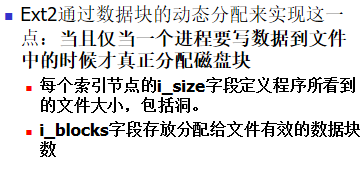 Ext2通过数据块的动态分配来实现这一
点：当且仅当一个进程要写数据到文件
中的时候才真正分配磁盘块
每个索引节点的i_size字段定义程序所看到
的文件大小，包括洞。
i_blocks字段存放分配给文件有效的数据块
数